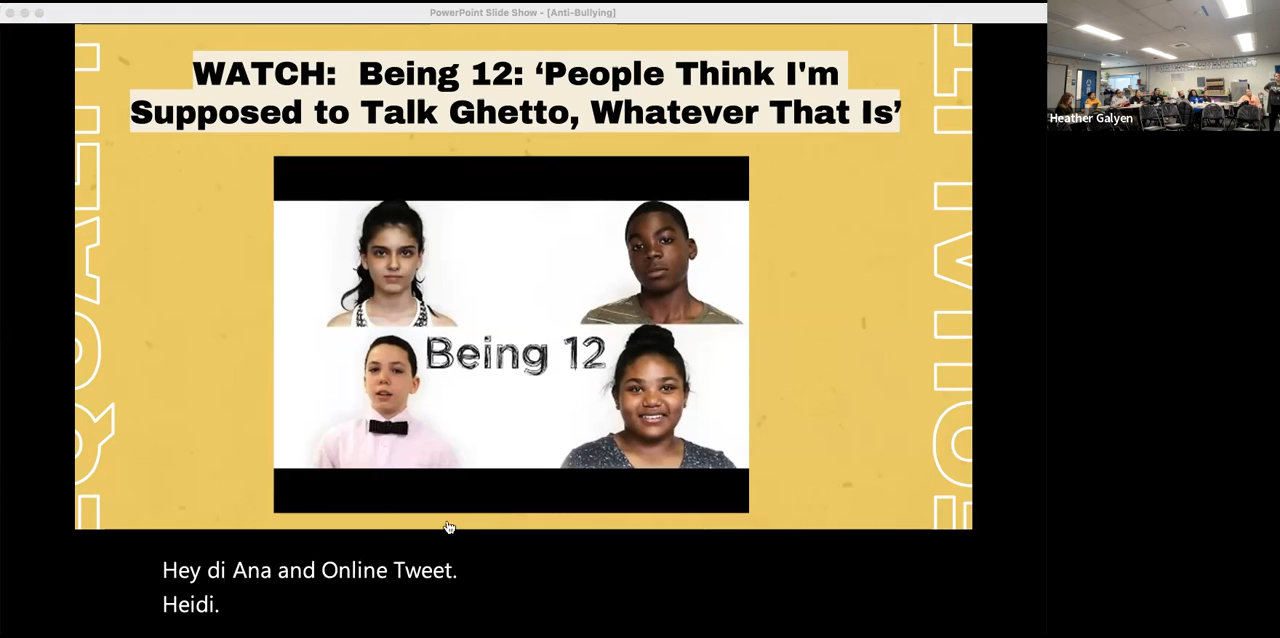 PowerPoint Slide Show - [Anti-Bullying]
WATCH:  Being 12: ‘People Think I'm
Supposed to Talk Ghetto, Whatever That Is’
Being 12
Heather Galyen
Hey di Ana and Online Tweet.
Heidi.